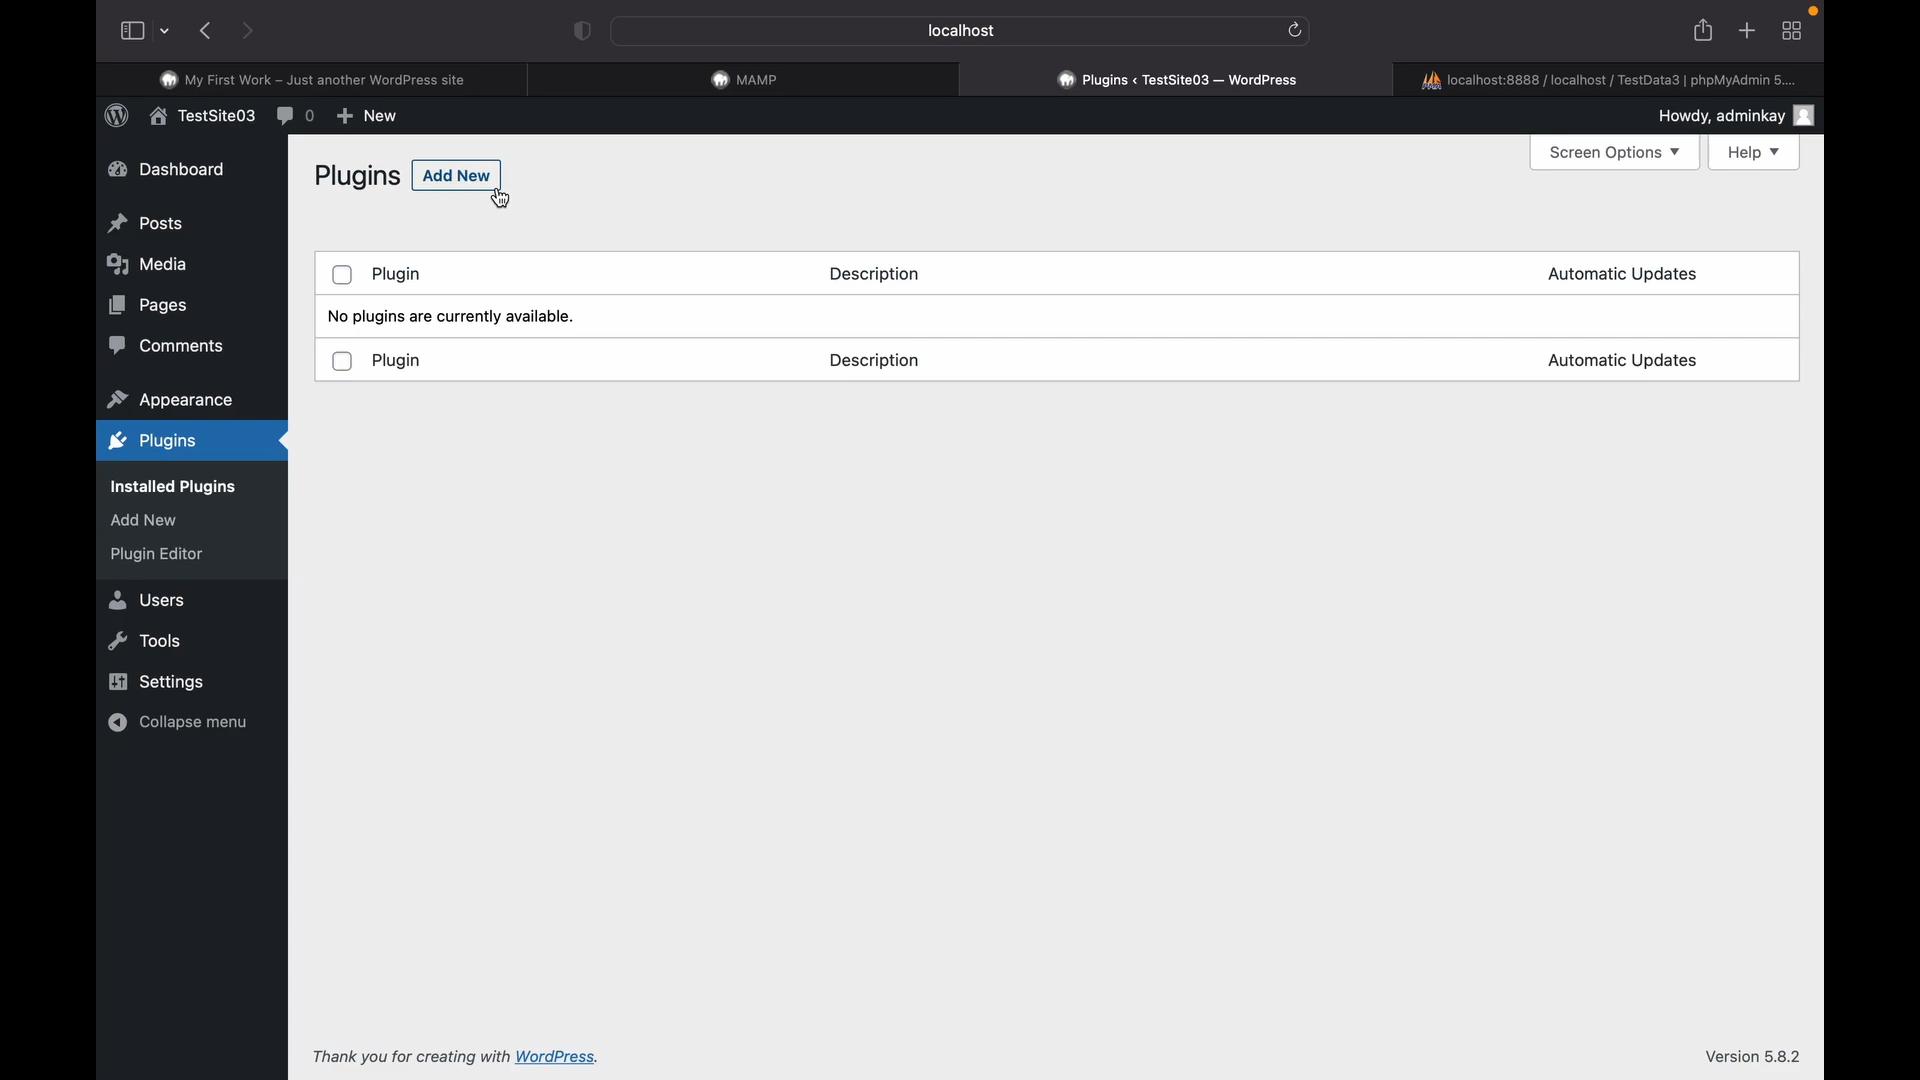 localhost
My First Work – Just another WordPress site
MAMP
Plugins ‹ TestSite03 — WordPress
localhost:8888 / localhost / TestData3 | phpMyAdmin 5....
TestSite03
0
New
Howdy, adminkay
Screen Options ▼
Help ▼
Dashboard
Posts
Media
Pages
Comments
Appearance
Plugins
Installed Plugins
Add New
Plugin Editor
Users
Tools
Settings
Collapse menu
Plugins
Add New
Plugin Description Automatic Updates
No plugins are currently available.
Plugin Description Automatic Updates
Thank you for creating with WordPress.
Version 5.8.2